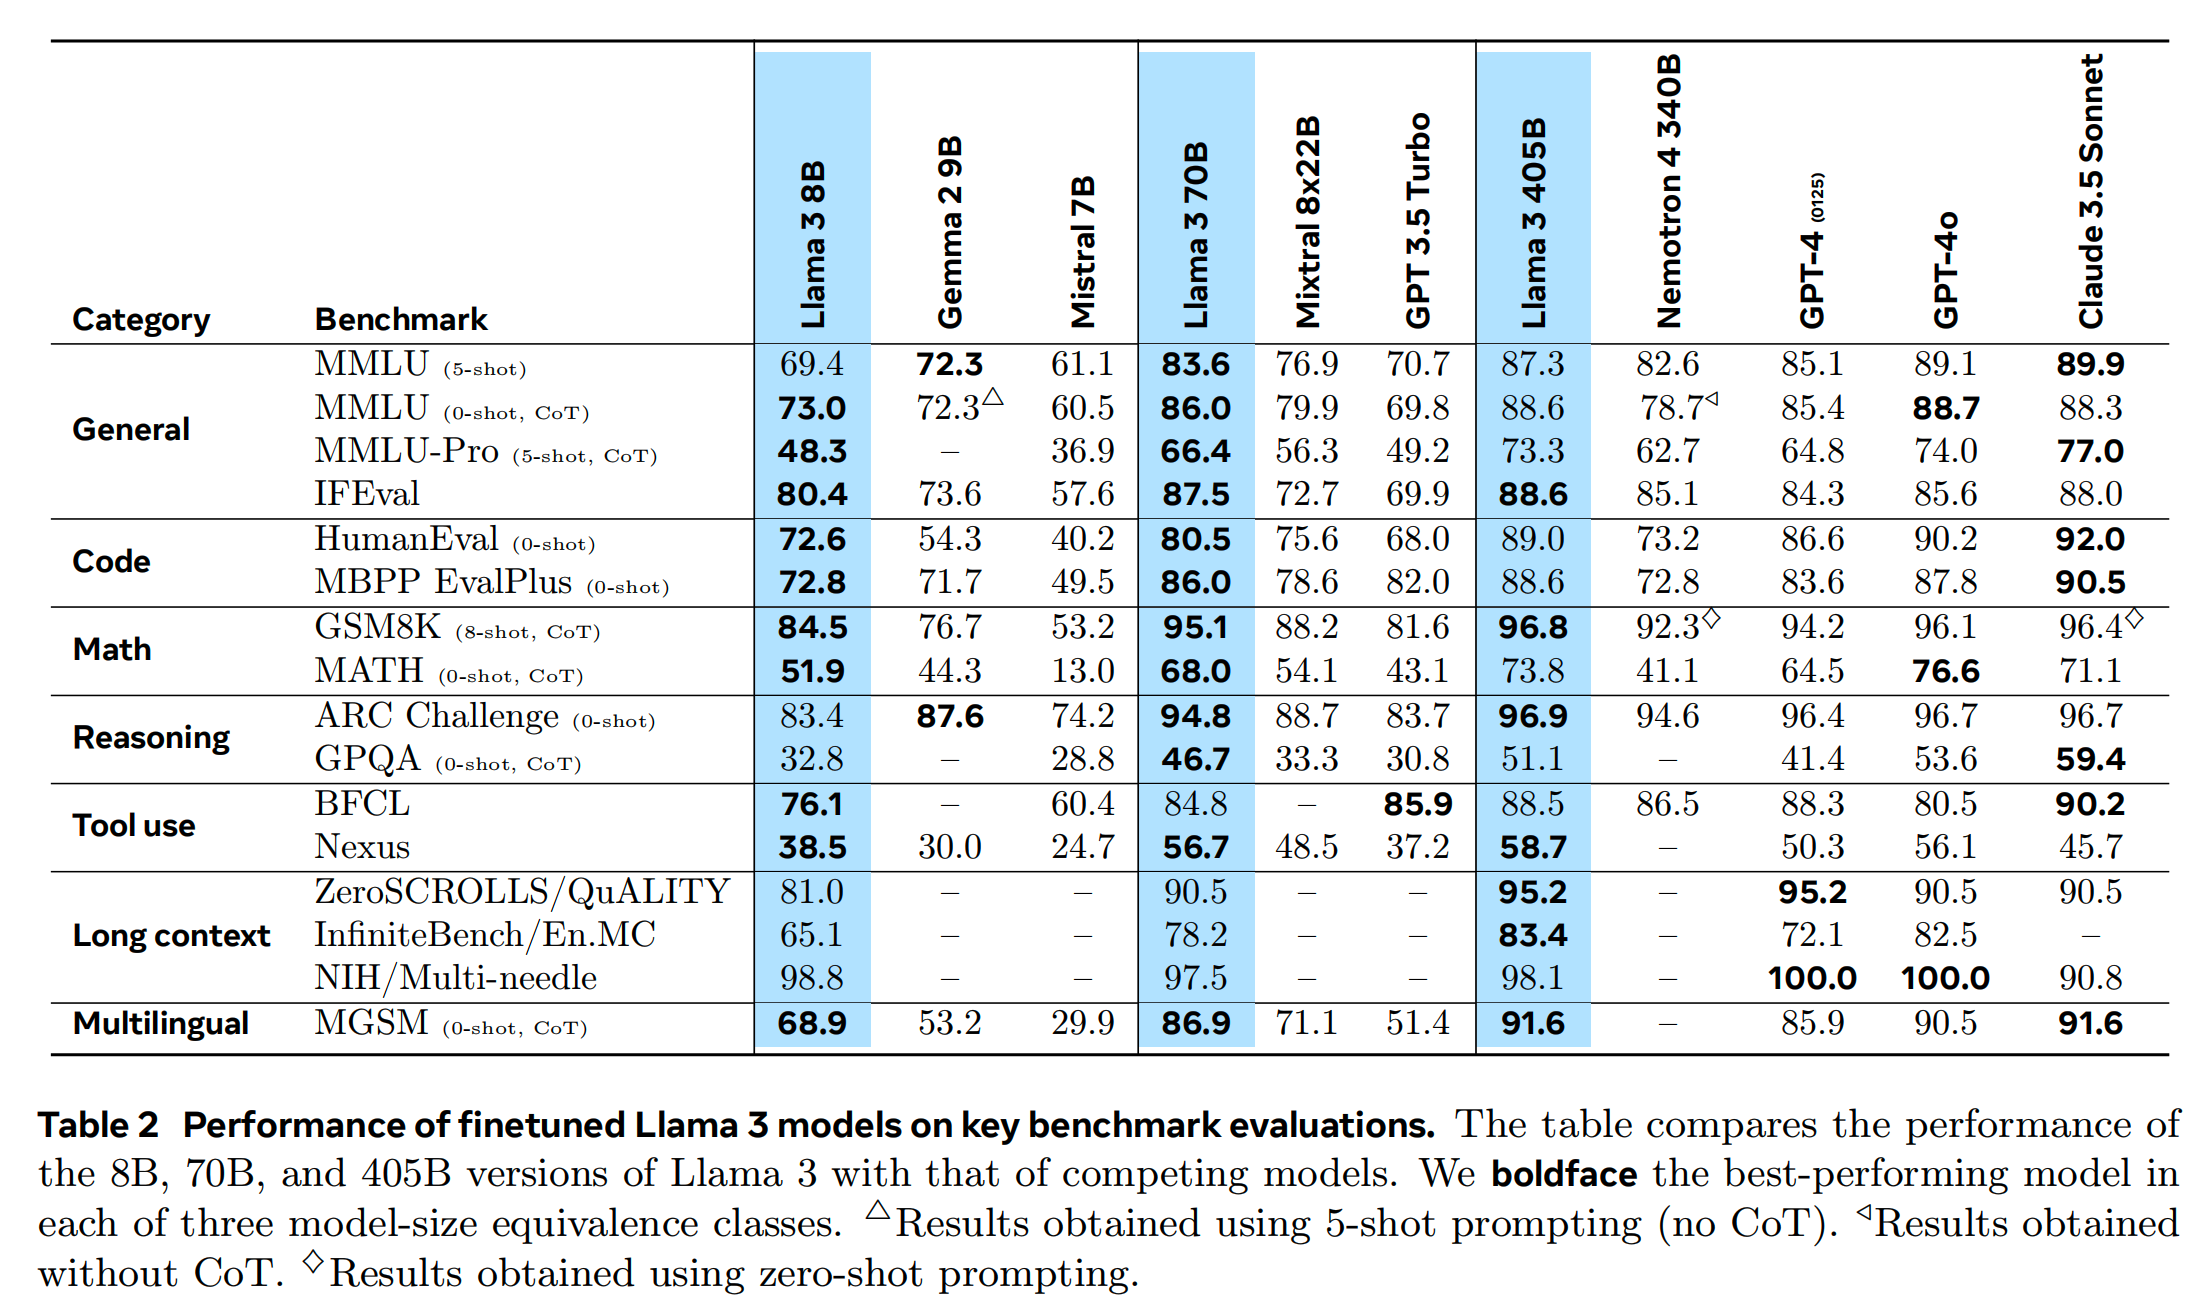 Category Benchmark Llama 3 8B Gemma 2 9B Mistral 7B Llama 3 70B Mixtral 8x22B GPT 3.5 Turbo Llama 3 405B Nemotron 4 340B GPT-4 (0125) GPT-4o Claude 3.5 Sonnet
General
MMLU (5-shot) 69.4 72.3 61.1 83.6 76.9 70.7 87.3 82.6 85.1 89.1 89.9
MMLU (0-shot, CoT) 73.0 72.3△ 60.5 86.0 79.9 69.8 88.6 78.7◁ 85.4 88.7 88.3
MMLU-Pro (5-shot, CoT) 48.3 – 36.9 66.4 56.3 49.2 73.3 62.7 64.8 74.0 77.0
IFEval 80.4 73.6 57.6 87.5 72.7 69.9 88.6 85.1 84.3 85.6 88.0
Code
HumanEval (0-shot) 72.6 54.3 40.2 80.5 75.6 68.0 89.0 73.2 86.6 90.2 92.0
MBPP EvalPlus (0-shot) 72.8 71.7 49.5 86.0 78.6 82.0 88.6 72.8 83.6 87.8 90.5
Math
GSM8K (8-shot, CoT) 84.5 76.7 53.2 95.1 88.2 81.6 96.8 92.3♢ 94.2 96.1 96.4♢
MATH (0-shot, CoT) 51.9 44.3 13.0 68.0 54.1 43.1 73.8 41.1 64.5 76.6 71.1
Reasoning
ARC Challenge (0-shot) 83.4 87.6 74.2 94.8 88.7 83.7 96.9 94.6 96.4 96.7 96.7
GPQA (0-shot, CoT) 32.8 – 28.8 46.7 33.3 30.8 51.1 – 41.4 53.6 59.4
Tool use
BFCL 76.1 – 60.4 84.8 – 85.9 88.5 86.5 88.3 80.5 90.2
Nexus 38.5 30.0 24.7 56.7 48.5 37.2 58.7 – 50.3 56.1 45.7
Long context
ZeroSCROLLS/QuALITY 81.0 – – 90.5 – – 95.2 – 95.2 90.5 90.5
InfiniteBench/En.MC 65.1 – – 78.2 – – 83.4 – 72.1 82.5 –
NIH/Multi-needle 98.8 – – 97.5 – – 98.1 – 100.0 100.0 90.8
Multilingual
MGSM (0-shot, CoT) 68.9 53.2 29.9 86.9 71.1 51.4 91.6 – 85.9 90.5 91.6
Table 2 Performance of finetuned Llama 3 models on key benchmark evaluations. The table compares the performance of
the 8B, 70B, and 405B versions of Llama 3 with that of competing models. We boldface the best-performing model in
each of three model-size equivalence classes. △Results obtained using 5-shot prompting (no CoT). ◁Results obtained
without CoT. ♢Results obtained using zero-shot prompting.